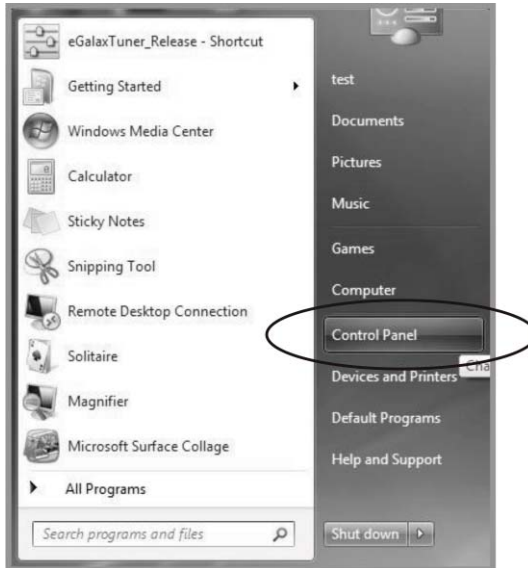 eGalaxTuner_Release - Shortcut
Getting Started
Windows Media Center
Calculator
Sticky Notes
Snipping Tool
Remote Desktop Connection
Solitaire
Magnifier
Microsoft Surface Collage
All Programs
Search programs and files
test
Documents
Pictures
Music
Games
Computer
Control Panel
Cha
Devices and Printers
Default Programs
Help and Support
Shut down